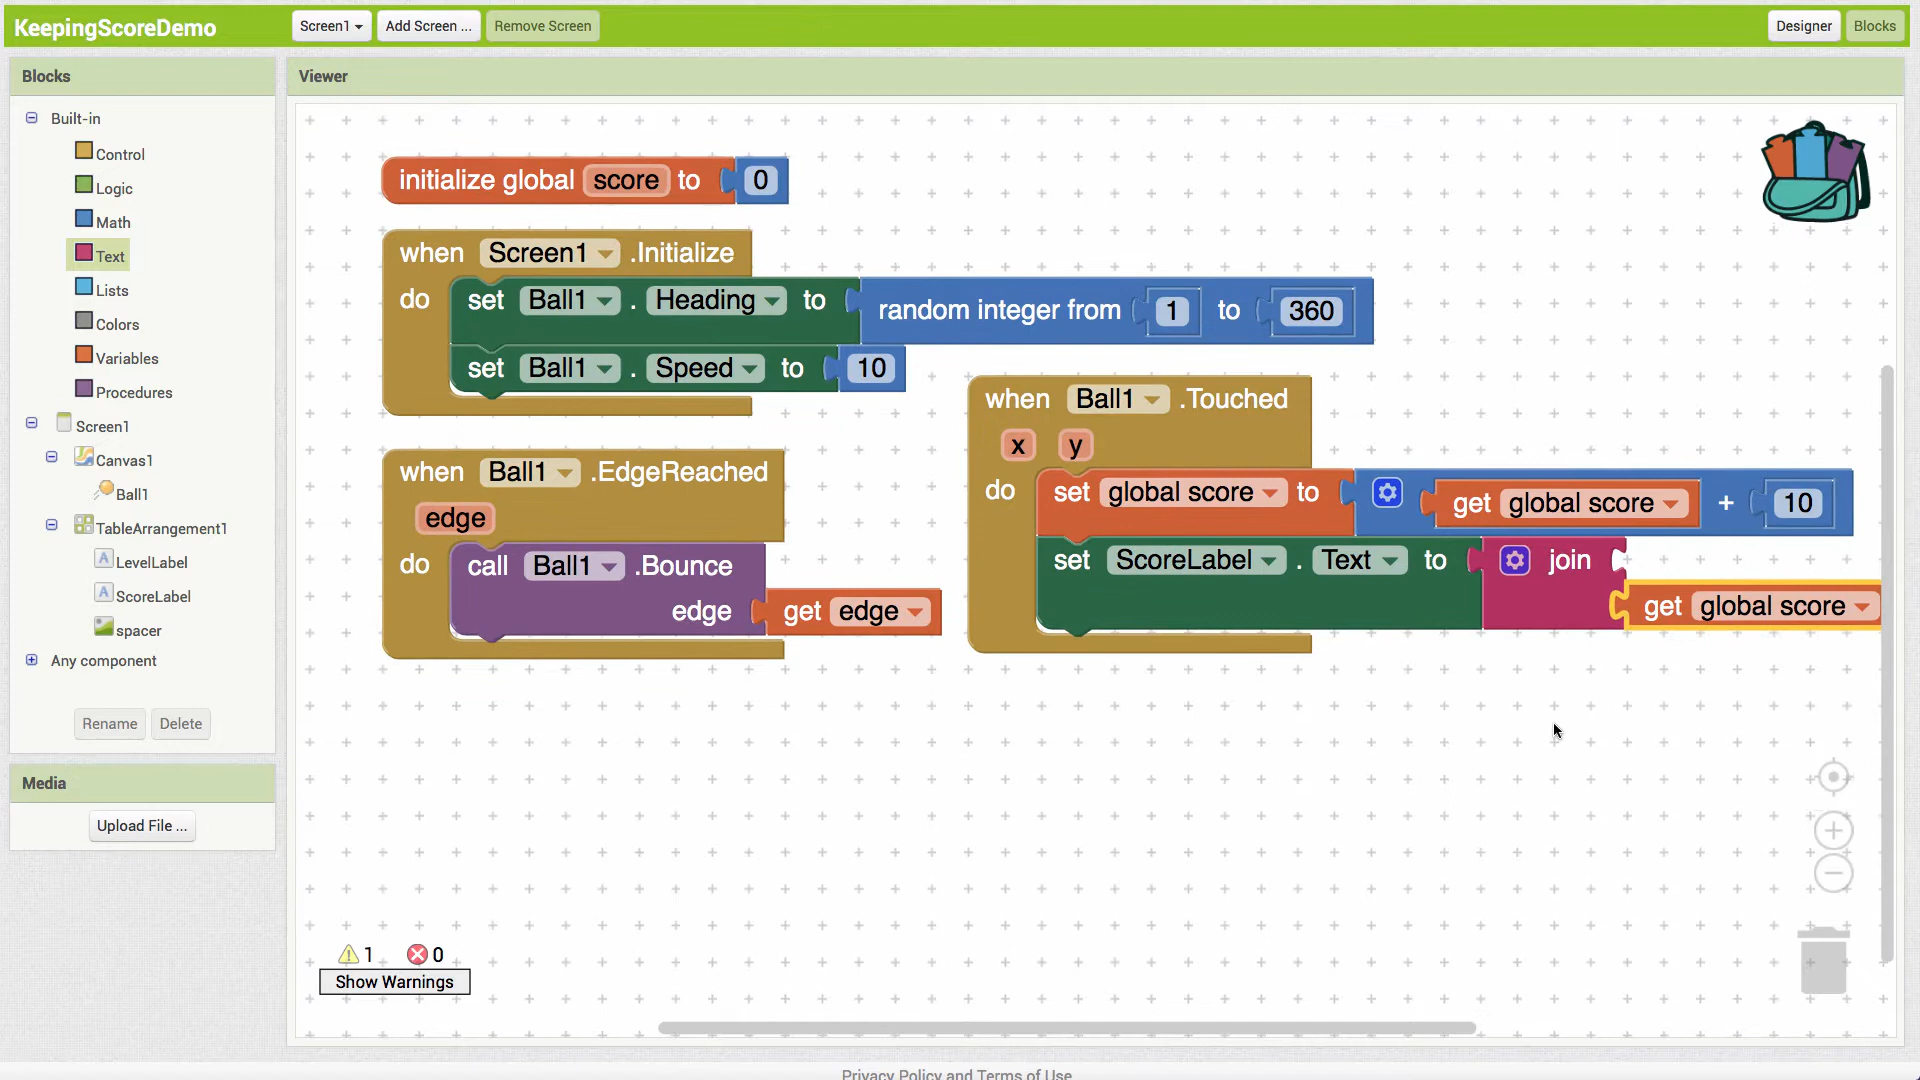 KeepingScoreDemo
Screen1
Add Screen ...
Remove Screen
Designer
Blocks
Blocks
Built-in
Control
Logic
Math
Text
Lists
Colors
Variables
Procedures
Screen1
Canvas1
Ball1
TableArrangement1
LevelLabel
ScoreLabel
spacer
Any component
Rename
Delete
Media
Upload File ...
Viewer
initialize global score to 0
when Screen1 .Initialize
do set Ball1 . Heading to random integer from 1 to 360
set Ball1 . Speed to 10
when Ball1 .EdgeReached
edge
do call Ball1 .Bounce
edge get edge
when Ball1 .Touched
x y
do set global score to get global score + 10
set ScoreLabel . Text to join
get global score
1 0
Show Warnings
Privacy Policy and Terms of Use